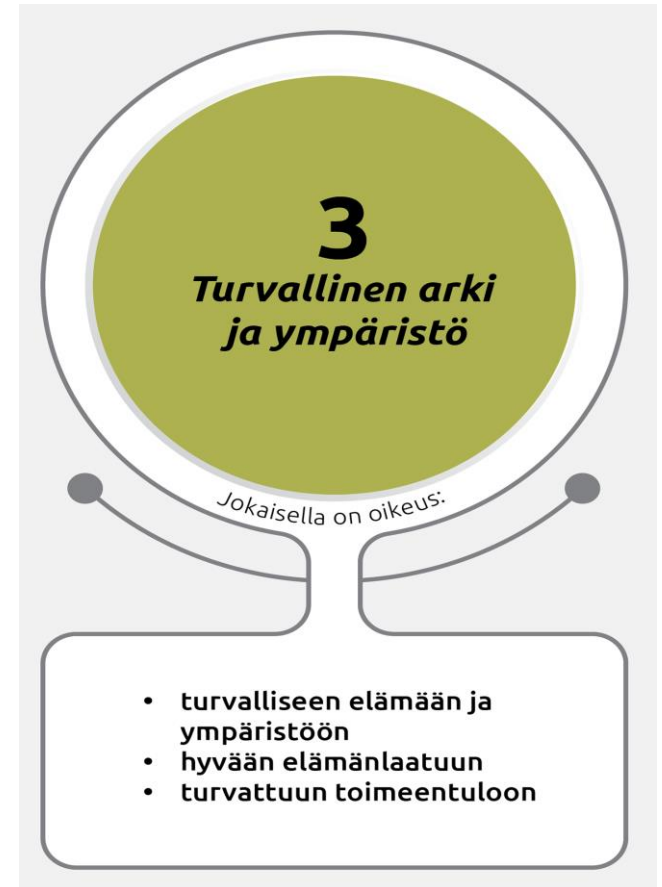 3
Turvallinen arki
ja ympäristö
Jokaisella on oikeus:
• turvalliseen elämään ja
ympäristöön
• hyvään elämänlaatuun
• turvattuun toimeentuloon